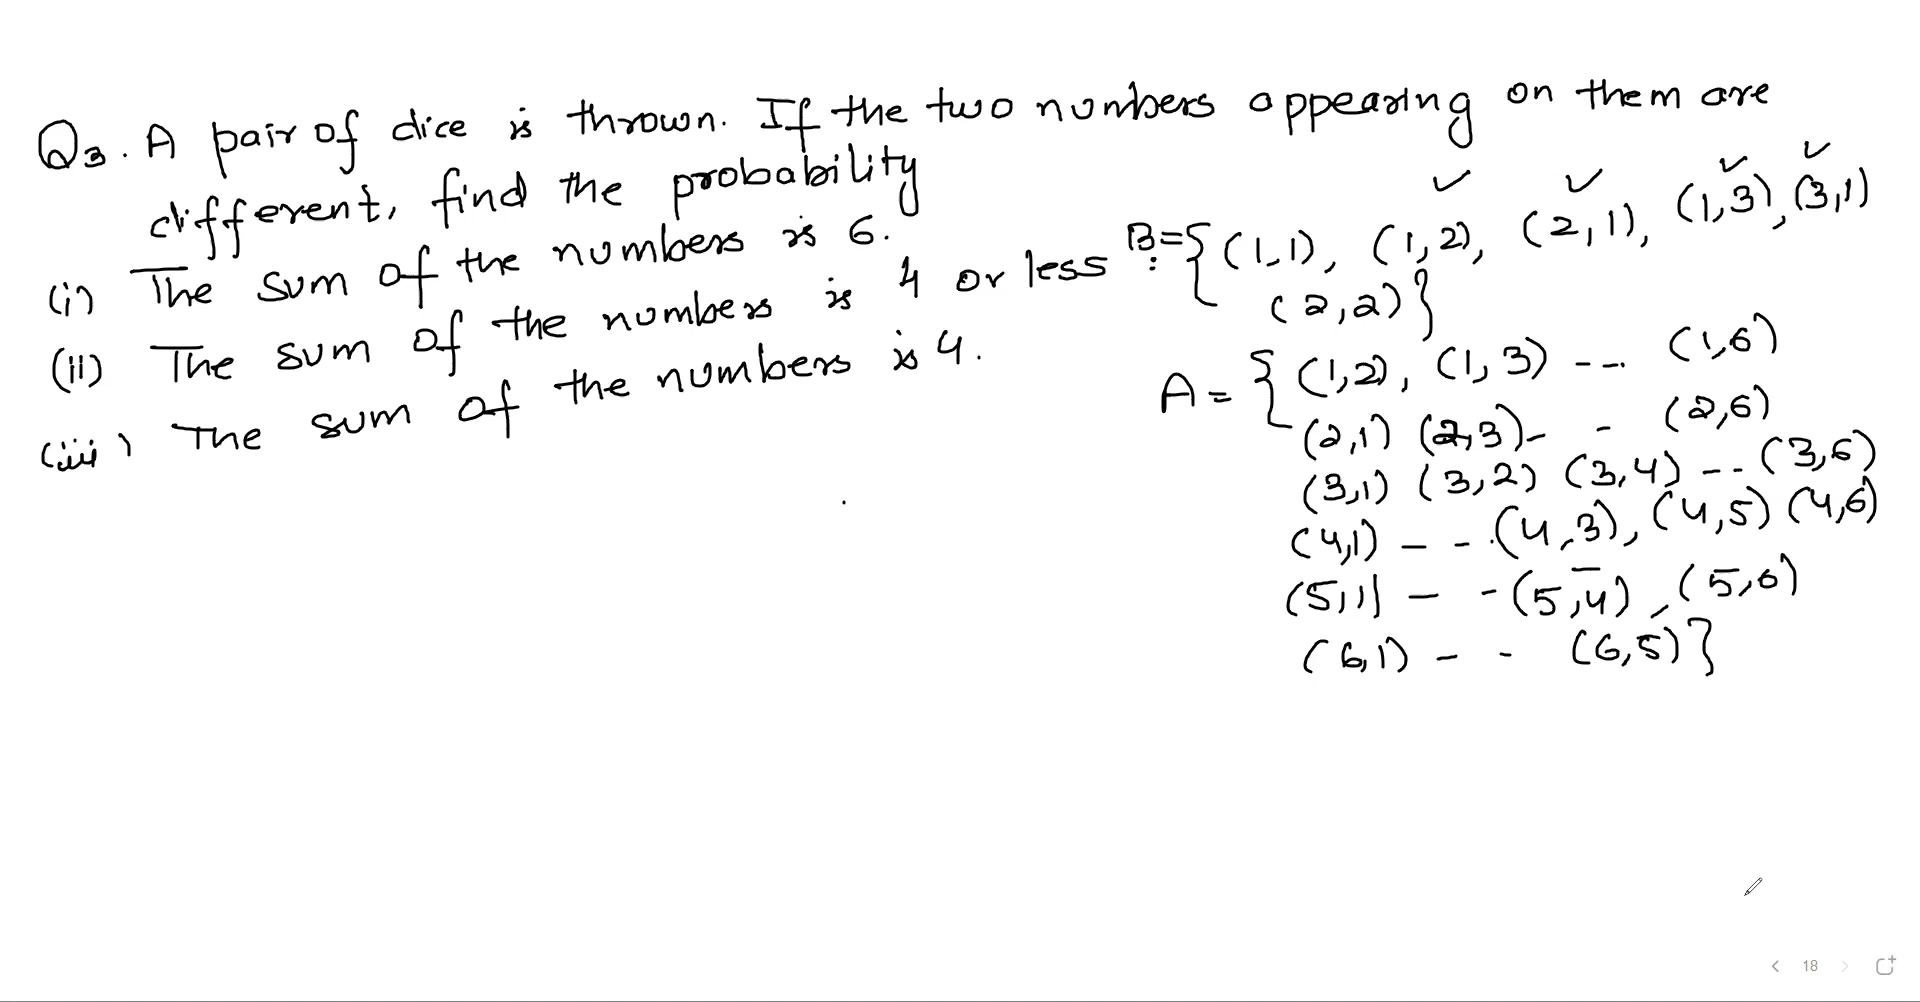 Q3. A pair of dice is thrown. If the two numbers appearing on them are
different, find the probability
(i) The sum of the numbers is 6.
(ii) The sum of the numbers is 4 or less
(iii) The sum of the numbers is 4.
B = { (1,1), (1,2), (2,1), (1,3), (3,1)
(2,2) }
A = { (1,2), (1,3) -- (1,6)
(2,1) (2,3) - - (2,6)
(3,1) (3,2) (3,4) -- (3,6)
(4,1) - - (4,3), (4,5) (4,6)
(5,1) - - (5,4), (5,6)
(6,1) - - (6,5) }
18